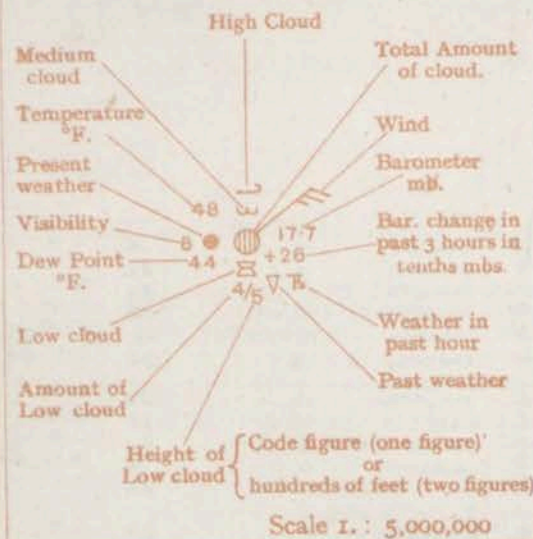 High Cloud
Medium
cloud
Total Amount
of cloud.
Temperature
°F.
Wind
Present
weather
Barometer
mb.
48
17.7
Visibility
8
Bar. change in
past 3 hours in
tenths mbs.
+26
Dew Point
°F.
44
4/5
Low cloud
Weather in
past hour
Amount of
Low cloud
Past weather
Height of
Low cloud
Code figure (one figure)
or
hundreds of feet (two figures)
Scale 1. : 5,000,000